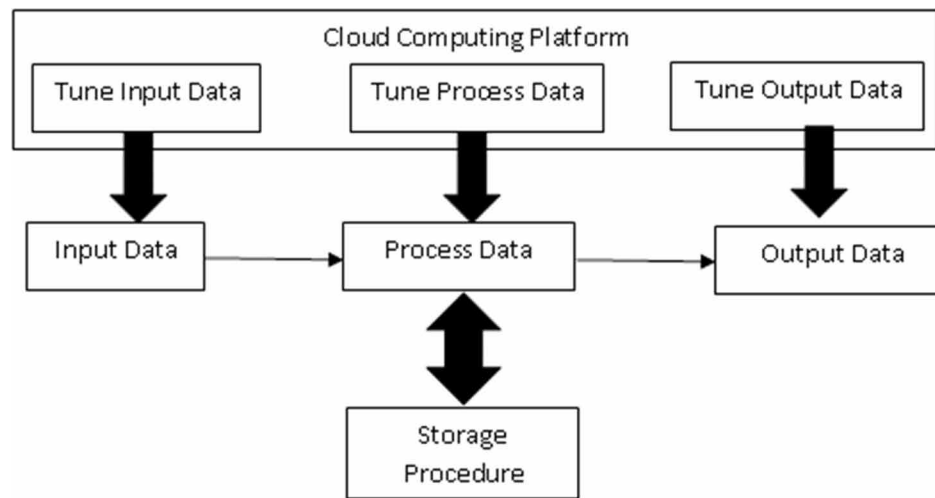 Cloud Computing Platform
Tune Input Data
Tune Process Data
Tune Output Data
Input Data
Process Data
Output Data
Storage
Procedure